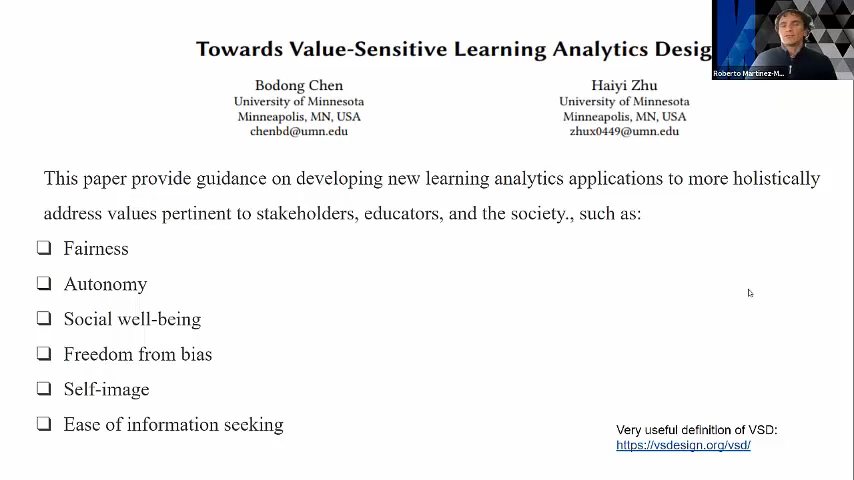 Towards Value-Sensitive Learning Analytics Desig
Roberto Martinez-M...
Bodong Chen
University of Minnesota
Minneapolis, MN, USA
chenbd@umn.edu
Haiyi Zhu
University of Minnesota
Minneapolis, MN, USA
zhux0449@umn.edu
This paper provide guidance on developing new learning analytics applications to more holistically
address values pertinent to stakeholders, educators, and the society., such as:
❑ Fairness
❑ Autonomy
❑ Social well-being
❑ Freedom from bias
❑ Self-image
❑ Ease of information seeking
Very useful definition of VSD:
https://vsdesign.org/vsd/